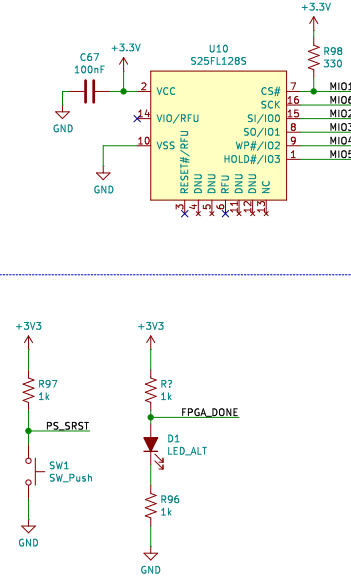 +3.3V
+3.3V
C67
100nF
U10
S25FL128S
R98
330
2 VCC
CS# 7
MIO1
SCK 16
MIO6
14 VIO/RFU
SI/IO0 15
MIO2
SO/IO1 8
MIO3
10 VSS
WP#/IO2 9
MIO4
HOLD#/IO3 1
MIO5
GND
GND
RESET#/RFU
DNU
DNU
RFU
DNU
DNU
NC
3
4
5
6
11
12
13
+3V3
+3V3
R97
1k
R?
1k
PS_SRST
FPGA_DONE
SW1
SW_Push
D1
LED_ALT
R96
1k
GND
GND